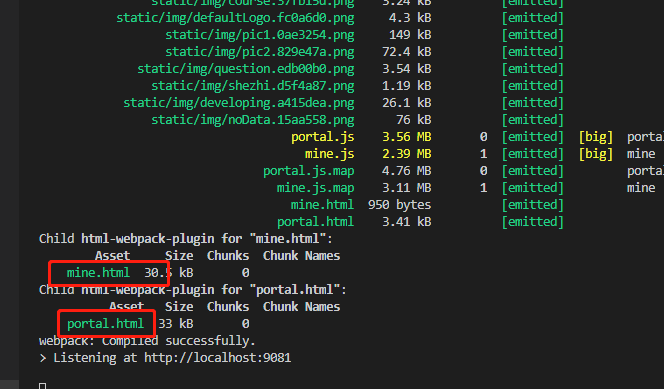 static/img/course.37fb15d.png 3.24 kB [emitted]
static/img/defaultLogo.fc0a6d0.png 4.3 kB [emitted]
static/img/pic1.0ae3254.png 149 kB [emitted]
static/img/pic2.829e47a.png 72.4 kB [emitted]
static/img/question.edb00b0.png 3.54 kB [emitted]
static/img/shezhi.d5f4a87.png 1.19 kB [emitted]
static/img/developing.a415dea.png 26.1 kB [emitted]
static/img/noData.15aa558.png 76 kB [emitted]
portal.js 3.56 MB 0 [emitted] [big] portal
mine.js 2.39 MB 1 [emitted] [big] mine
portal.js.map 4.76 MB 0 [emitted] portal
mine.js.map 3.11 MB 1 [emitted] mine
mine.html 950 bytes [emitted]
portal.html 3.41 kB [emitted]
Child html-webpack-plugin for "mine.html":
Asset Size Chunks Chunk Names
mine.html 30.5 kB 0
Child html-webpack-plugin for "portal.html":
Asset Size Chunks Chunk Names
portal.html 33 kB 0
webpack: Compiled successfully.
> Listening at http://localhost:9081